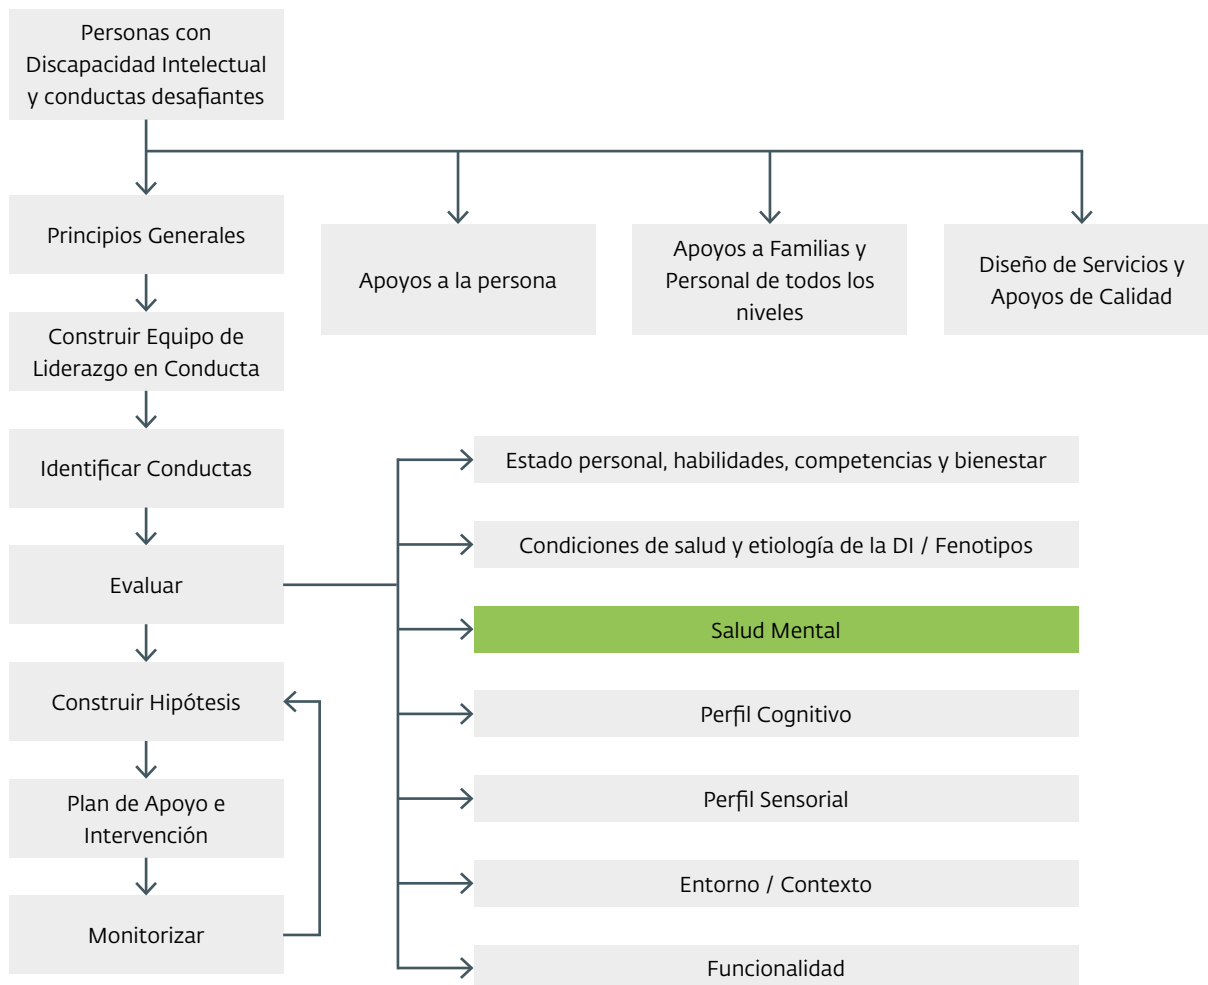 Personas con
Discapacidad Intelectual
y conductas desafiantes
Principios Generales
Apoyos a la persona
Apoyos a Familias y
Personal de todos los
niveles
Diseño de Servicios y
Apoyos de Calidad
Construir Equipo de
Liderazgo en Conducta
Identificar Conductas
Evaluar
Construir Hipótesis
Plan de Apoyo e
Intervención
Monitorizar
Estado personal, habilidades, competencias y bienestar
Condiciones de salud y etiología de la DI / Fenotipos
Salud Mental
Perfil Cognitivo
Perfil Sensorial
Entorno / Contexto
Funcionalidad